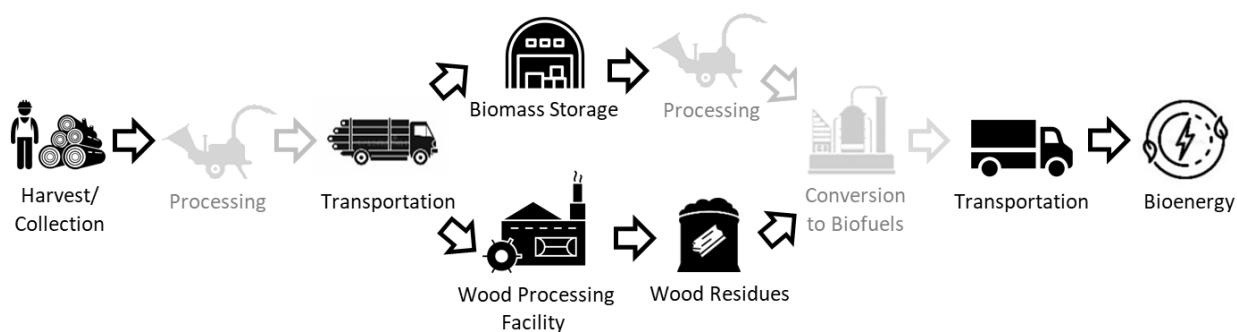 Harvest/
Collection
Processing
Transportation
Biomass Storage
Processing
Wood Processing
Facility
Wood Residues
Conversion
to Biofuels
Transportation
Bioenergy